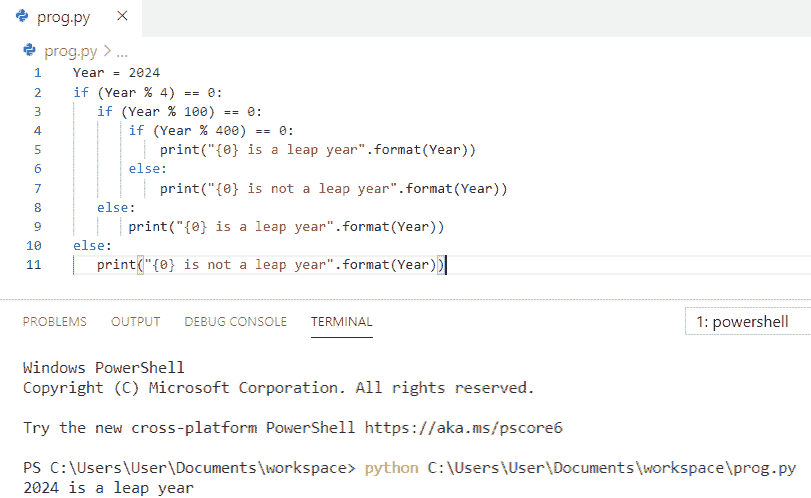 prog.py ×
prog.py > ...
1 Year = 2024
2 if (Year % 4) == 0:
3     if (Year % 100) == 0:
4         if (Year % 400) == 0:
5             print("{0} is a leap year".format(Year))
6         else:
7             print("{0} is not a leap year".format(Year))
8     else:
9         print("{0} is a leap year".format(Year))
10 else:
11     print("{0} is not a leap year".format(Year))
PROBLEMS OUTPUT DEBUG CONSOLE TERMINAL 1: powershell
Windows PowerShell
Copyright (C) Microsoft Corporation. All rights reserved.
Try the new cross-platform PowerShell https://aka.ms/pscore6
PS C:\Users\User\Documents\workspace> python C:\Users\User\Documents\workspace\prog.py
2024 is a leap year